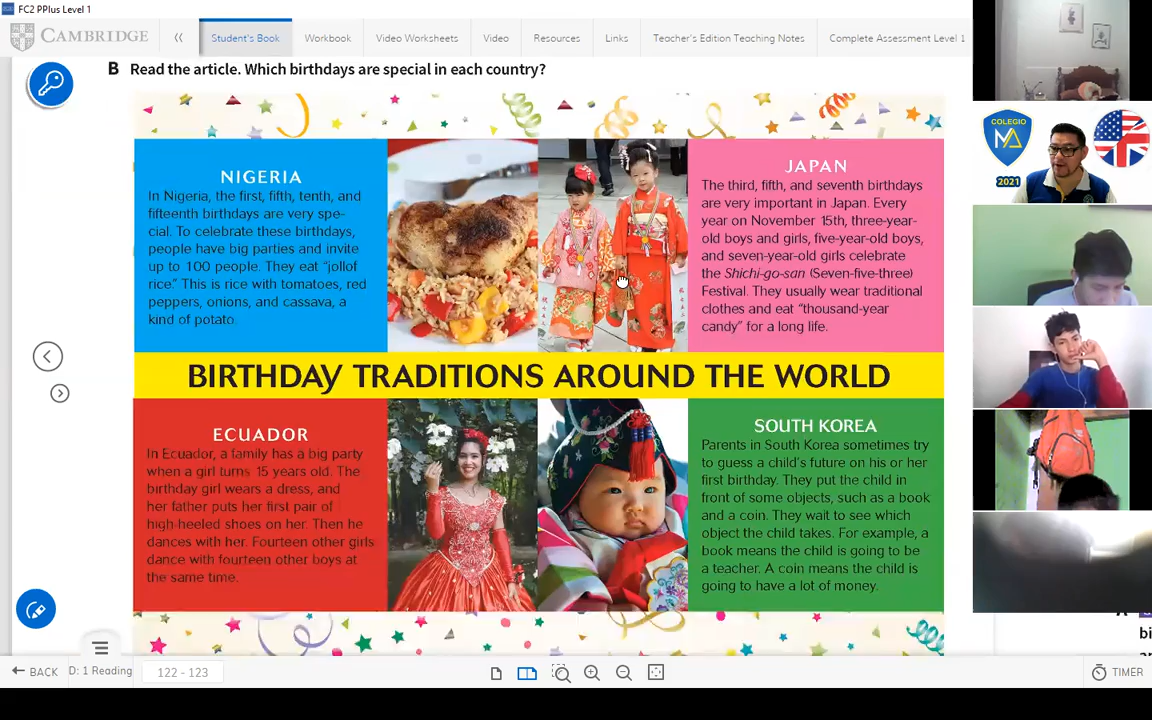 FC2 PPlus Level 1
CAMBRIDGE
Student's Book
Workbook
Video Worksheets
Video
Resources
Links
Teacher's Edition Teaching Notes
Complete Assessment Level 1
B Read the article. Which birthdays are special in each country?
NIGERIA
In Nigeria, the first, fifth, tenth, and
fifteenth birthdays are very spe-
cial. To celebrate these birthdays,
people have big parties and invite
up to 100 people. They eat “jollof
rice.” This is rice with tomatoes, red
peppers, onions, and cassava, a
kind of potato.
JAPAN
The third, fifth, and seventh birthdays
are very important in Japan. Every
year on November 15th, three-year-
old boys and girls, five-year-old boys,
and seven-year-old girls celebrate
the Shichi-go-san (Seven-five-three)
Festival. They usually wear traditional
clothes and eat “thousand-year
candy” for a long life.
BIRTHDAY TRADITIONS AROUND THE WORLD
ECUADOR
In Ecuador, a family has a big party
when a girl turns 15 years old. The
birthday girl wears a dress, and
her father puts her first pair of
high-heeled shoes on her. Then he
dances with her. Fourteen other girls
dance with fourteen other boys at
the same time.
SOUTH KOREA
Parents in South Korea sometimes try
to guess a child’s future on his or her
first birthday. They put the child in
front of some objects, such as a book
and a coin. They wait to see which
object the child takes. For example, a
book means the child is going to be
a teacher. A coin means the child is
going to have a lot of money.
COLEGIO
MA
2021
bi
BACK
D: 1 Reading
122 - 123
TIMER